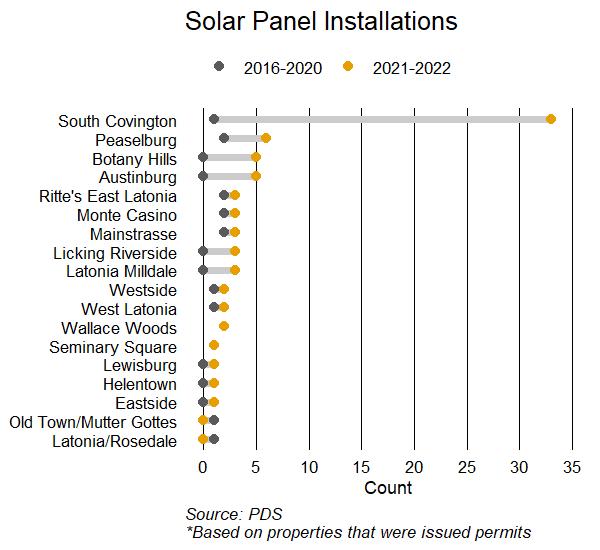 Solar Panel Installations
2016-2020 2021-2022
South Covington
Peaselburg
Botany Hills
Austinburg
Ritte's East Latonia
Monte Casino
Mainstrasse
Licking Riverside
Latonia Milldale
Westside
West Latonia
Wallace Woods
Seminary Square
Lewisburg
Helentown
Eastside
Old Town/Mutter Gottes
Latonia/Rosedale
0 5 10 15 20 25 30 35
Count
Source: PDS
*Based on properties that were issued permits